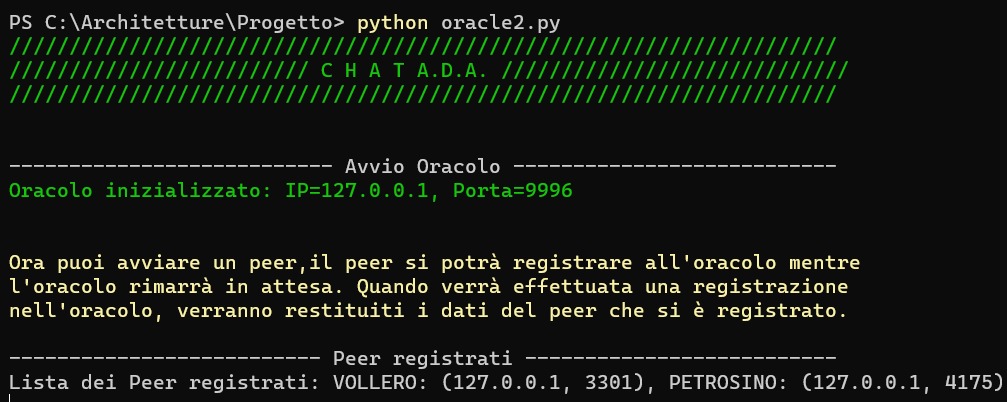 PS C:\Architetture\Progetto> python oracle2.py
/////////////////////////////////////////////////////////////////////
///////////////////////// C H A T A.D.A. /////////////////////////////
/////////////////////////////////////////////////////////////////////
--------------------------- Avvio Oracolo ---------------------------
Oracolo inizializzato: IP=127.0.0.1, Porta=9996
Ora puoi avviare un peer,il peer si potrà registrare all'oracolo mentre
l'oracolo rimarrà in attesa. Quando verrà effettuata una registrazione
nell'oracolo, verranno restituiti i dati del peer che si è registrato.
-------------------------- Peer registrati --------------------------
Lista dei Peer registrati: VOLLERO: (127.0.0.1, 3301), PETROSINO: (127.0.0.1, 4175)